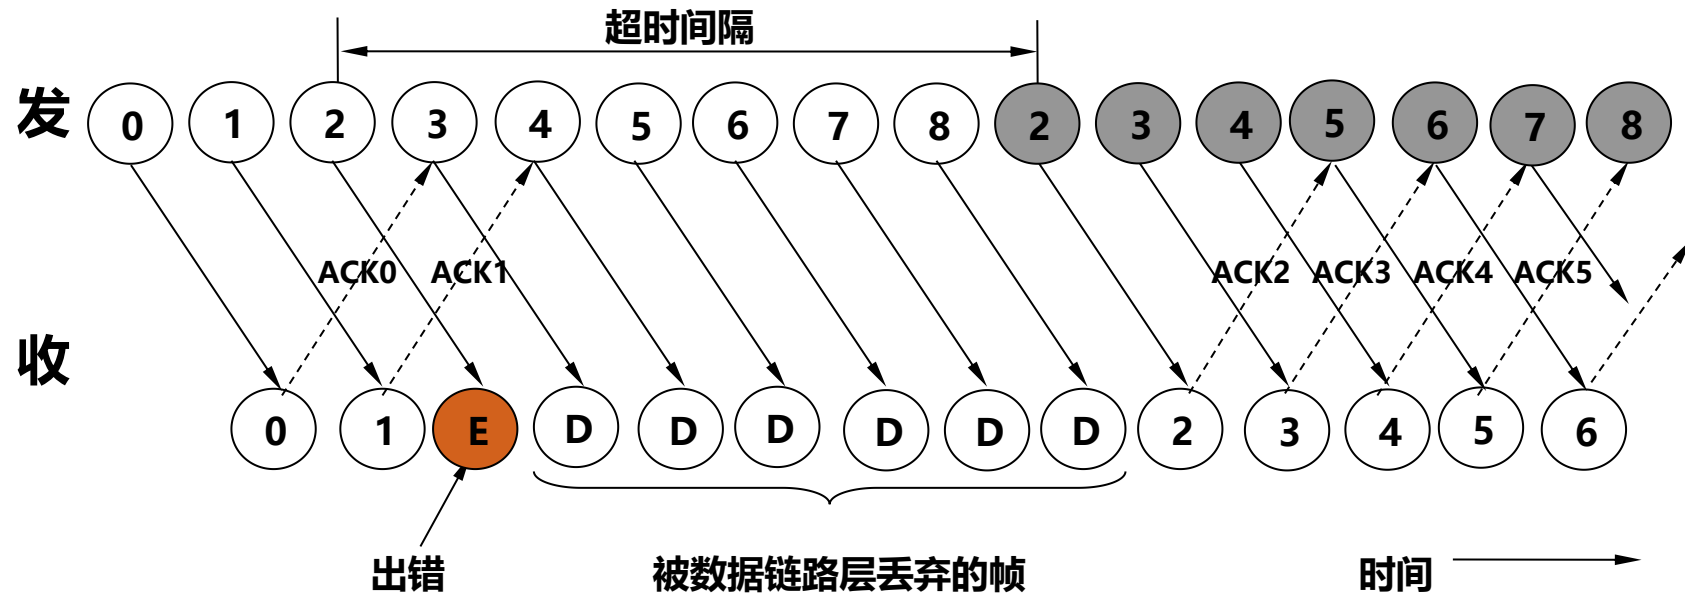 超时间隔
发 0 1 2 3 4 5 6 7 8 2 3 4 5 6 7 8
ACK0 ACK1 ACK2 ACK3 ACK4 ACK5
收
0 1 E D D D D D D 2 3 4 5 6
出错 被数据链路层丢弃的帧 时间